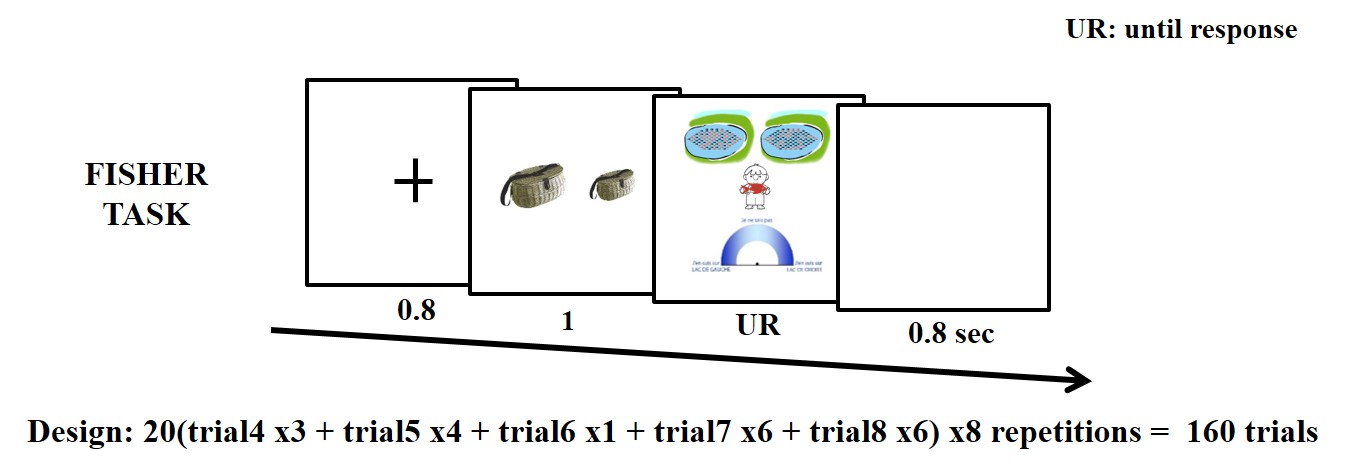 UR: until response
FISHER
TASK
+
Je ne sais pas
J'en suis sur
LAC DE GAUCHE
J'en suis sur
LAC DE DROITE
0.8
1
UR
0.8 sec
Design: 20(trial4 x3 + trial5 x4 + trial6 x1 + trial7 x6 + trial8 x6) x8 repetitions = 160 trials